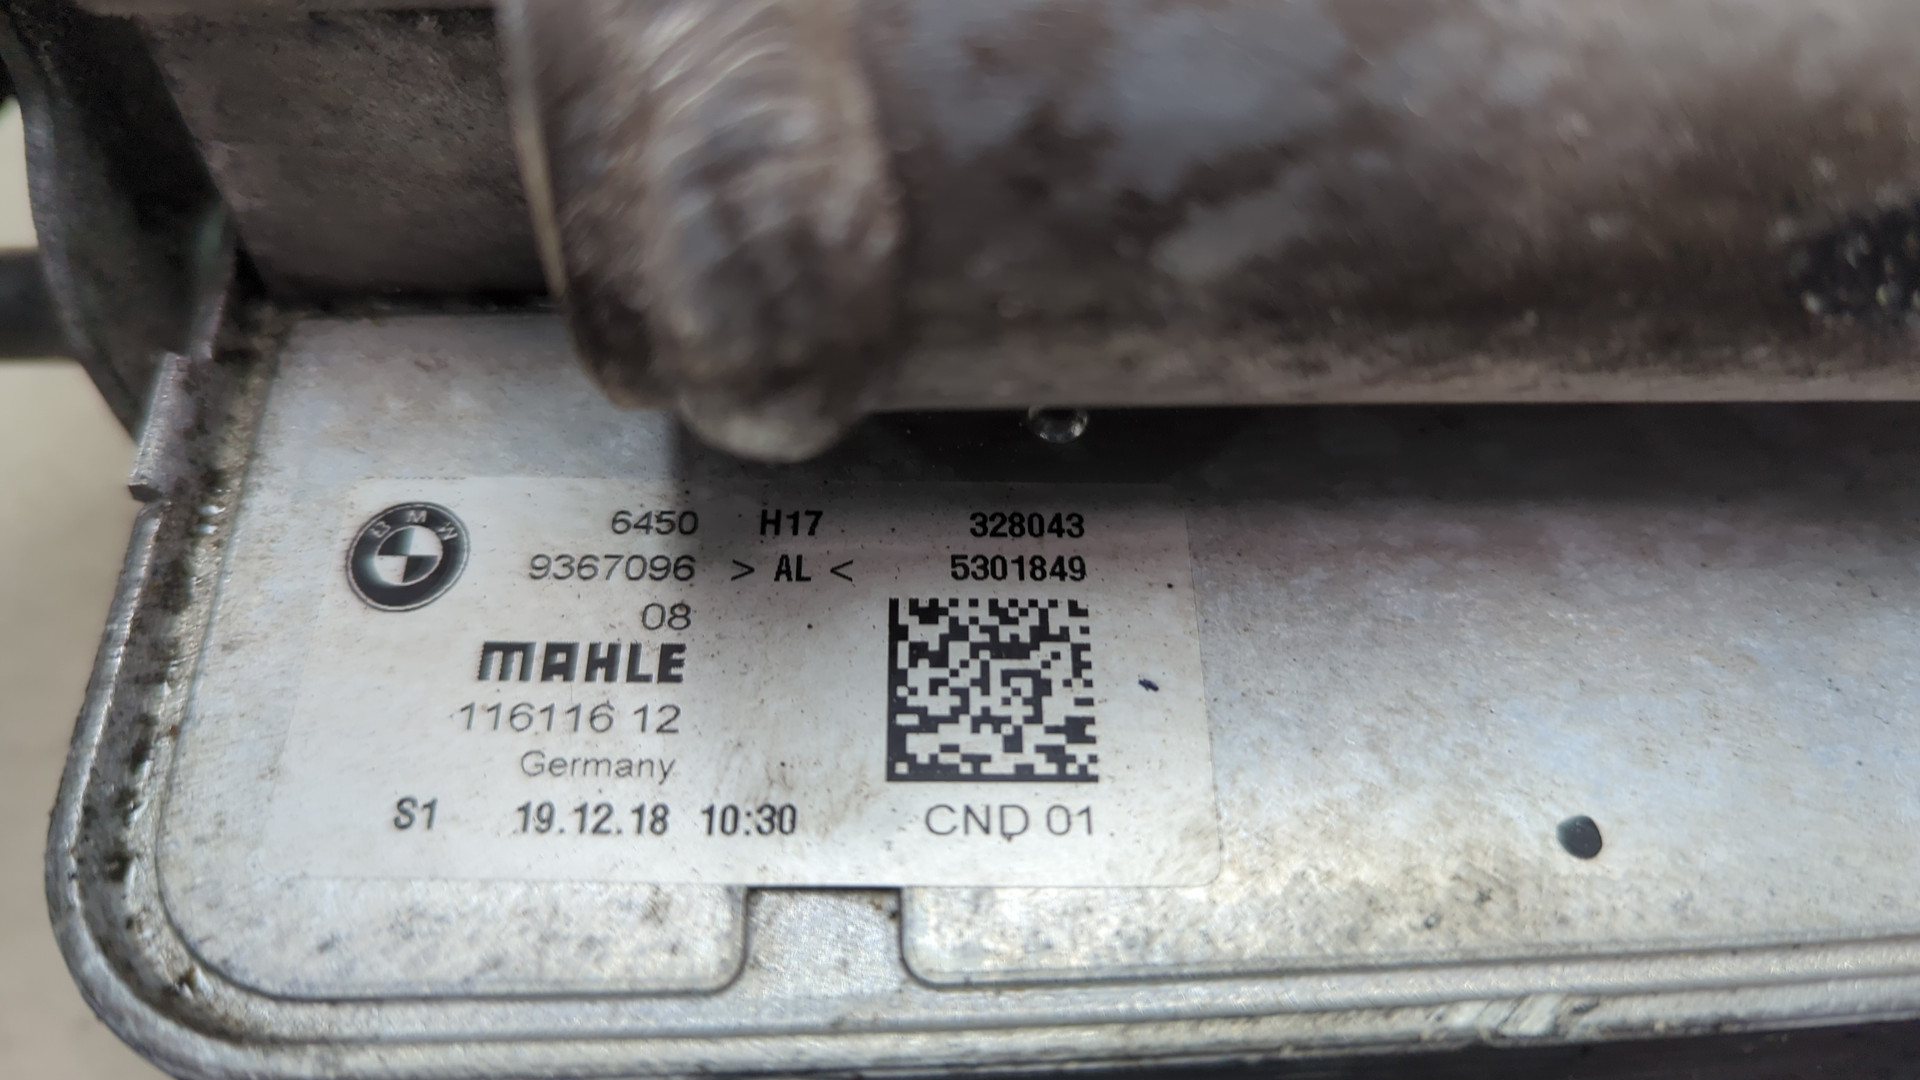 BMW
6450 H17 328043
9367096 > AL < 5301849
08
MAHLE
116116 12
Germany
S1 19.12.18 10:30 CND 01